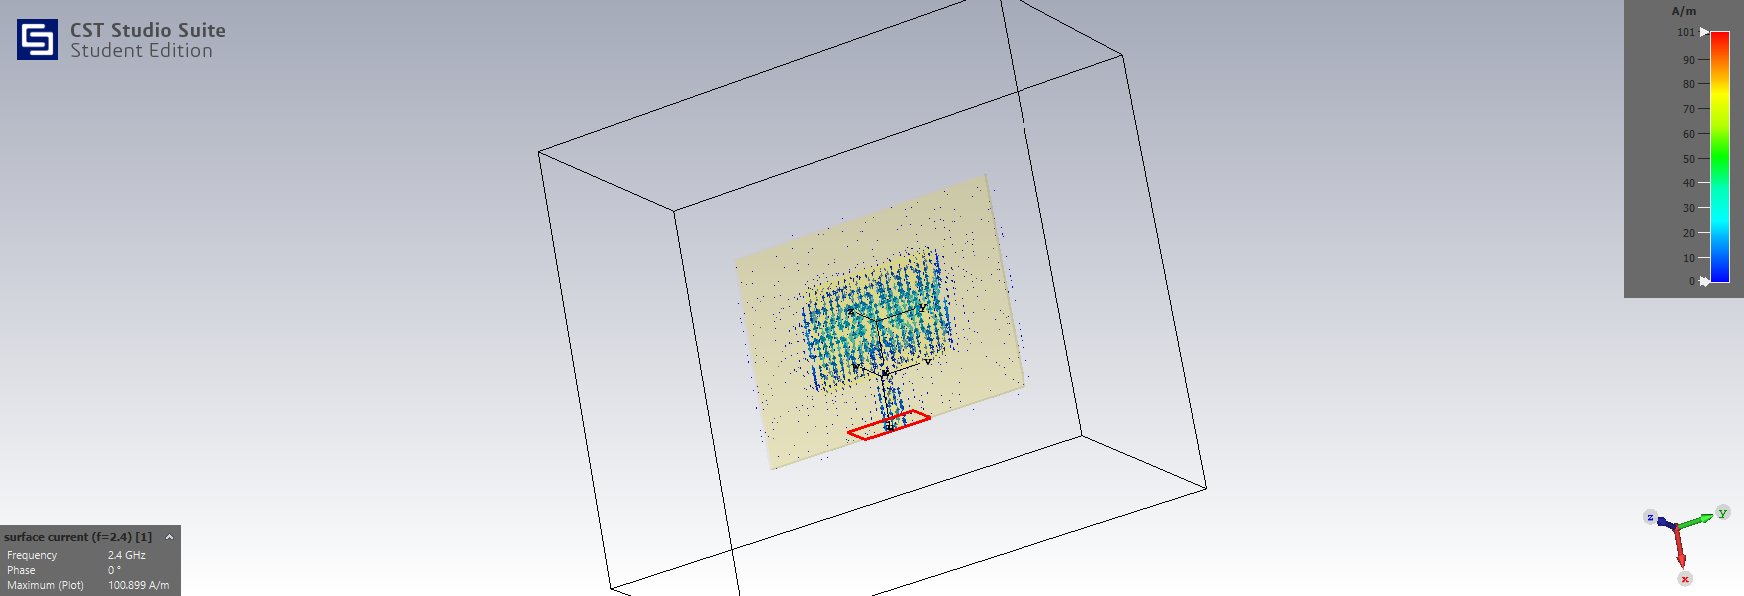 CST Studio Suite
Student Edition
A/m
101
90
80
70
60
50
40
30
20
10
0
surface current (f=2.4) [1]
Frequency 2.4 GHz
Phase 0 °
Maximum (Plot) 100.899 A/m
z
y
x